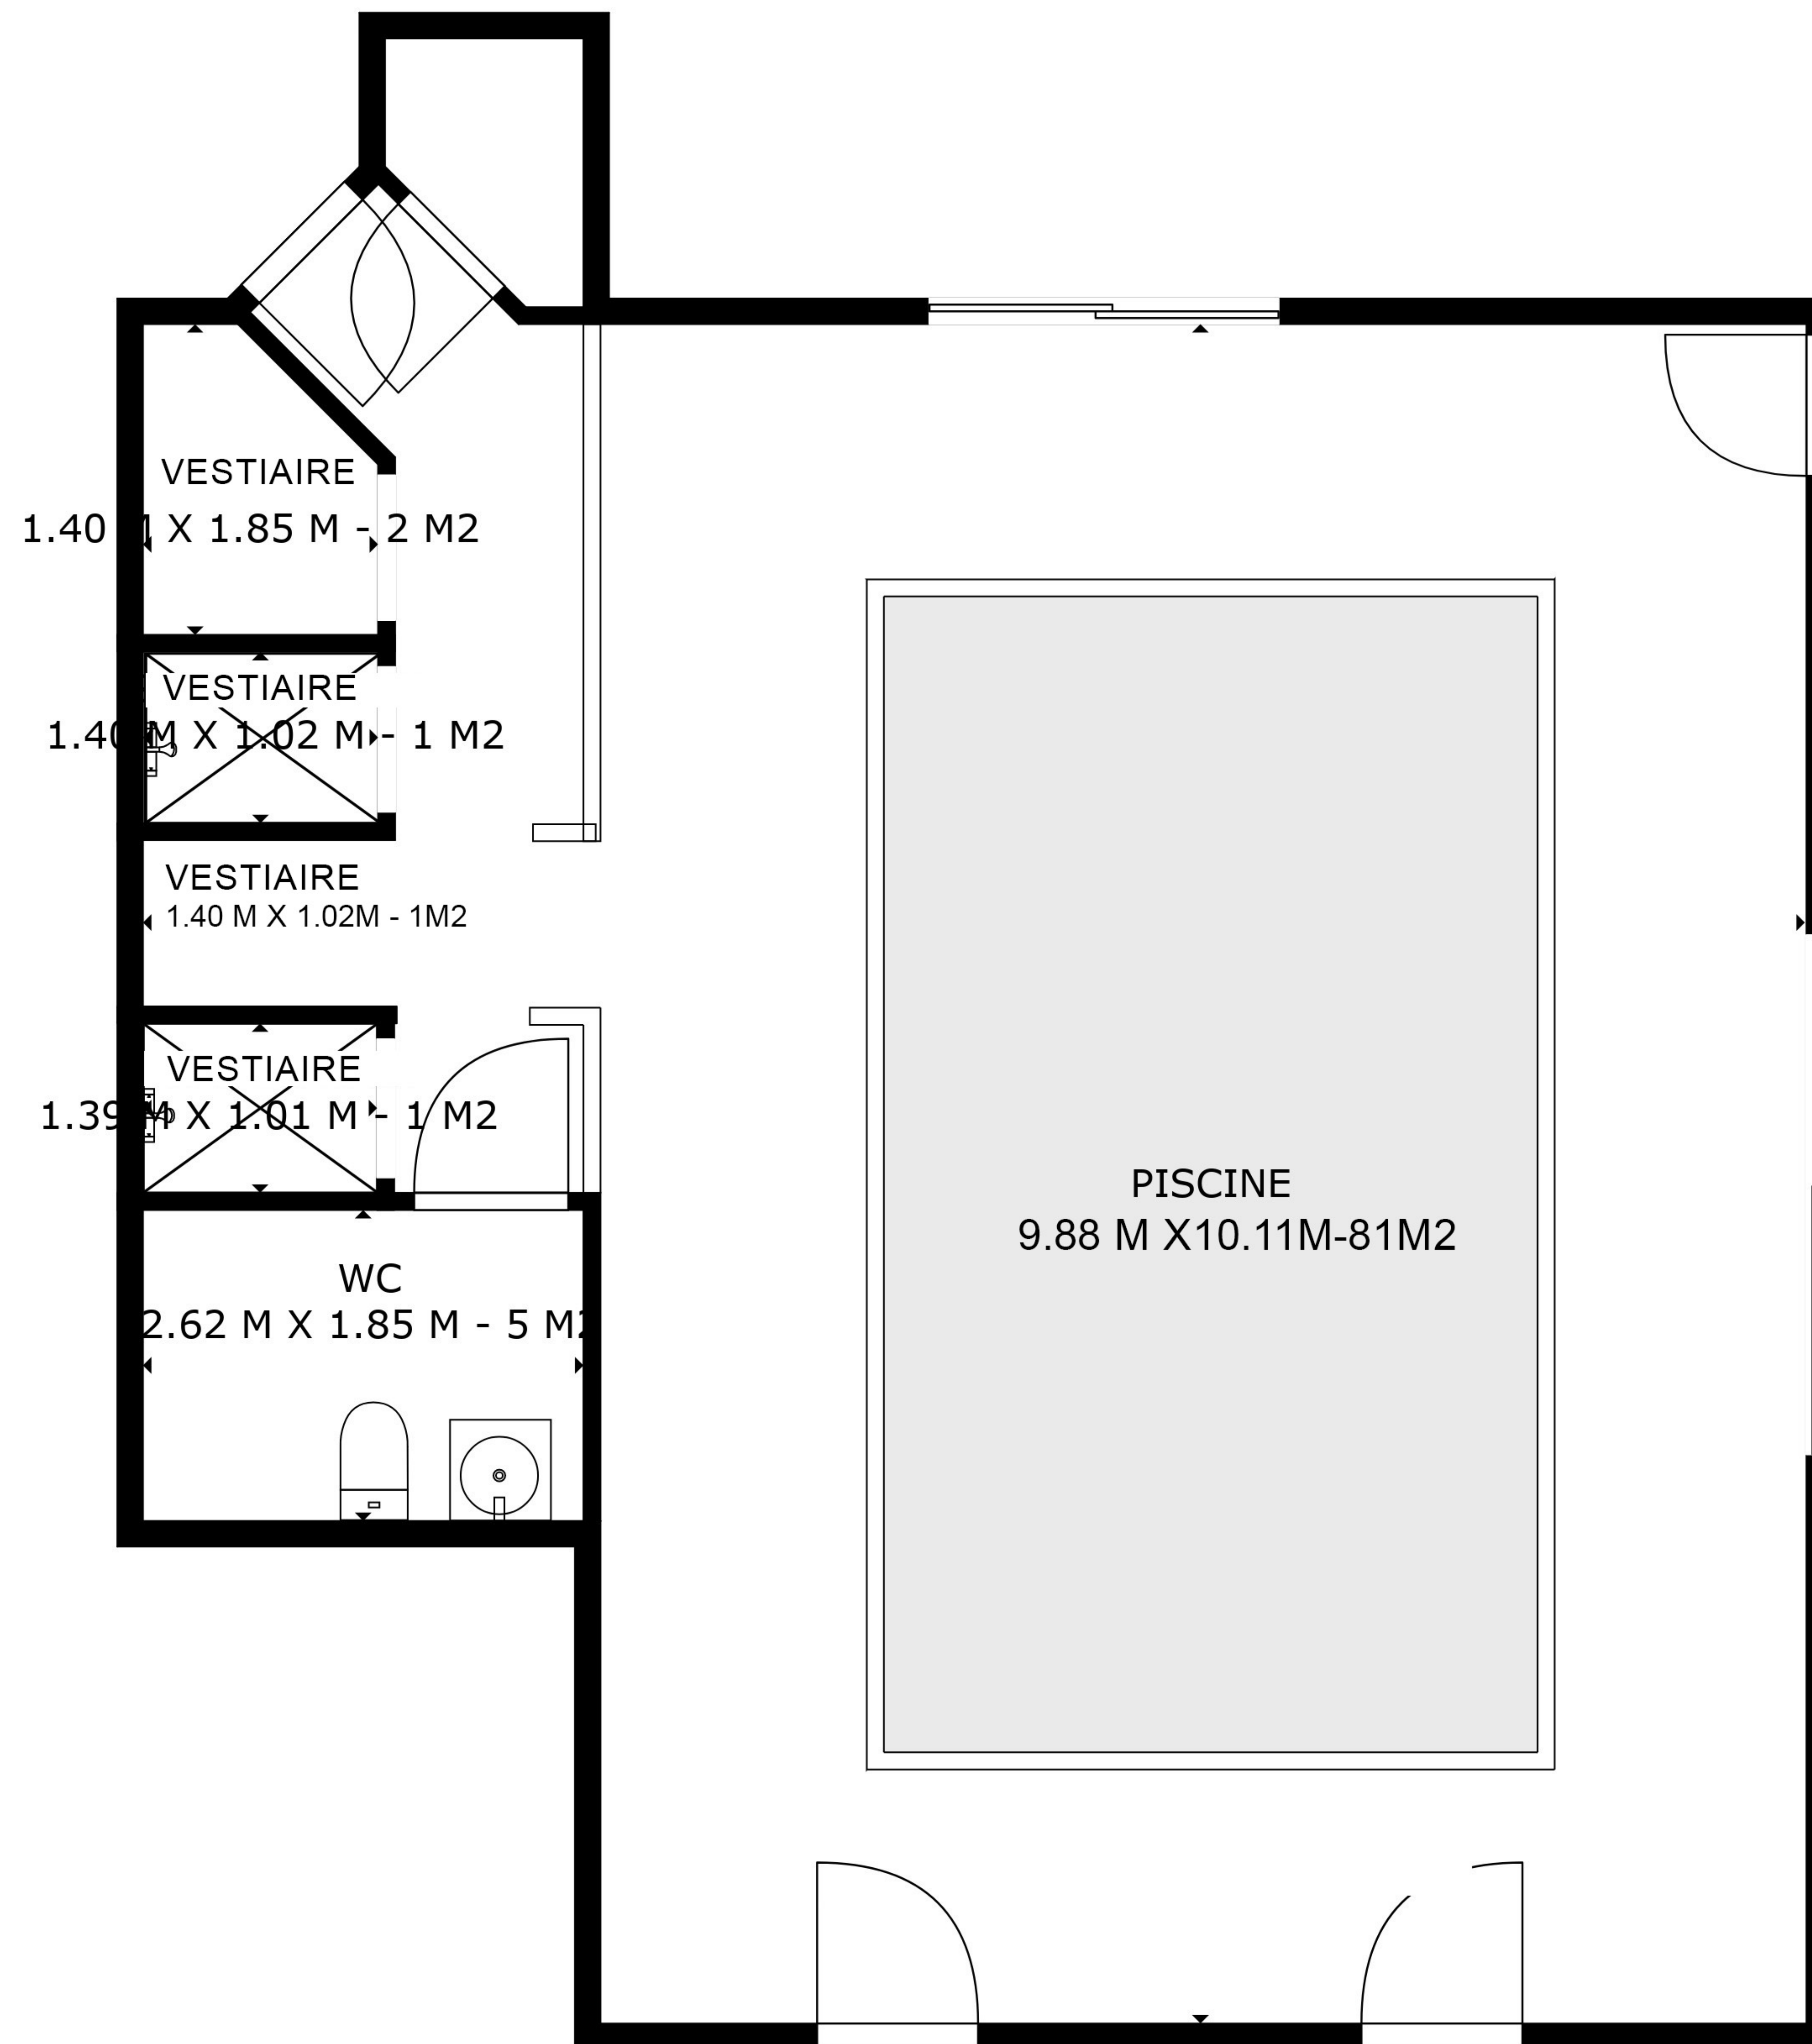 VESTIAIRE
1.40 M X 1.85 M - 2 M2
VESTIAIRE
1.40 M X 1.02 M - 1 M2
VESTIAIRE
1.40 M X 1.02M - 1M2
VESTIAIRE
1.39 M X 1.01 M - 1 M2
PISCINE
9.88 M X10.11M-81M2
WC
2.62 M X 1.85 M - 5 M2